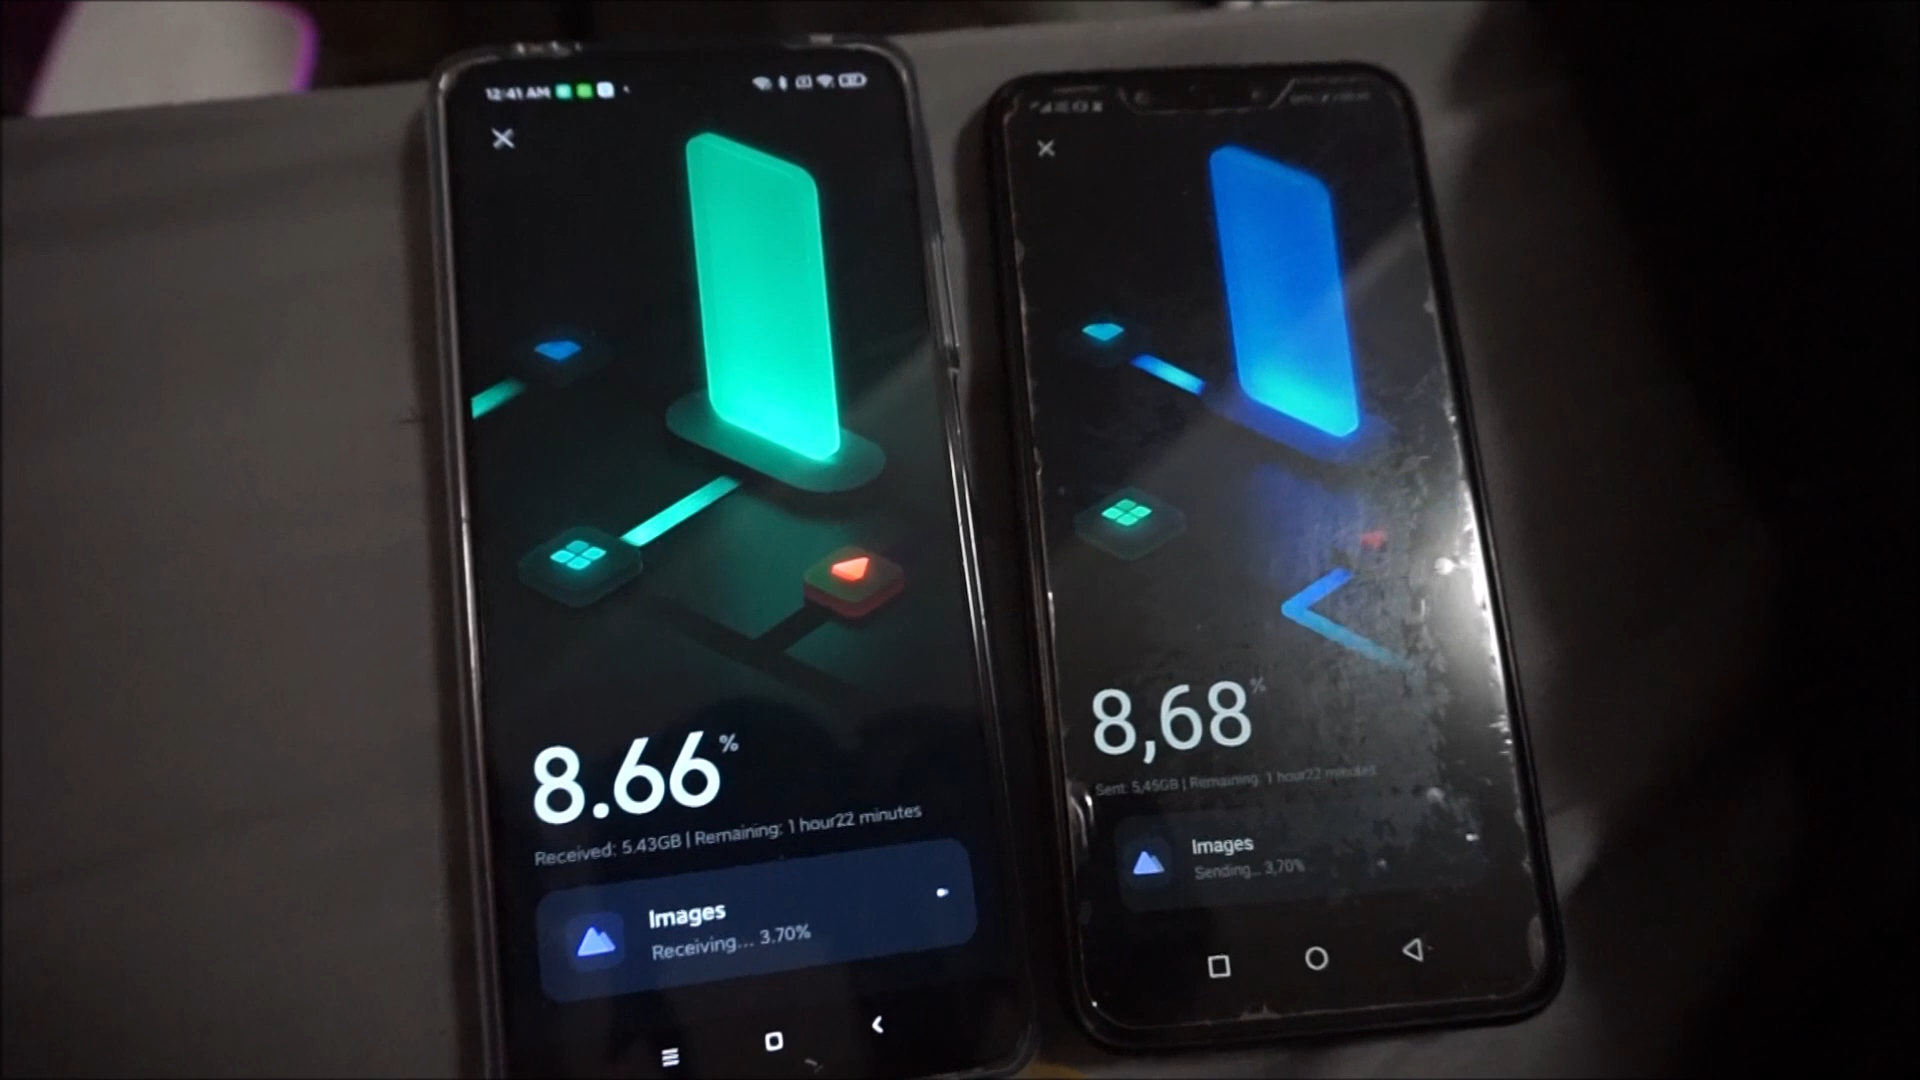 12:41 AM
8.66%
Received: 5.43GB | Remaining: 1 hour22 minutes
Images
Receiving... 3.70%
8,68%
Sent: 5,45GB | Remaining: 1 hour22 minutes
Images
Sending... 3,70%